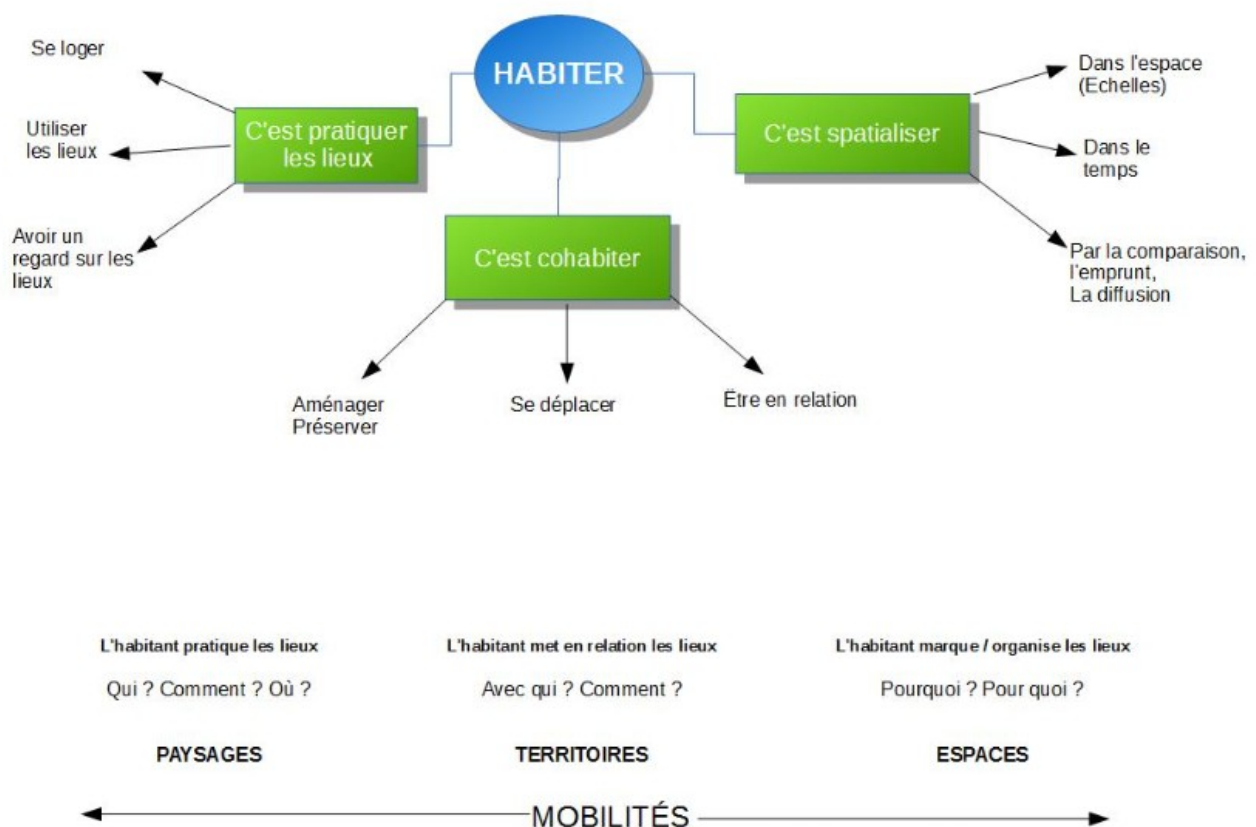 HABITER
Se loger
Utiliser
les lieux
Avoir un
regard sur les
lieux
C'est pratiquer
les lieux
C'est cohabiter
Aménager
Préserver
Se déplacer
Ëtre en relation
C'est spatialiser
Dans l'espace
(Echelles)
Dans le
temps
Par la comparaison,
l'emprunt,
La diffusion
L'habitant pratique les lieux
Qui ? Comment ? Où ?
PAYSAGES
L'habitant met en relation les lieux
Avec qui ? Comment ?
TERRITOIRES
L'habitant marque / organise les lieux
Pourquoi ? Pour quoi ?
ESPACES
MOBILITÉS